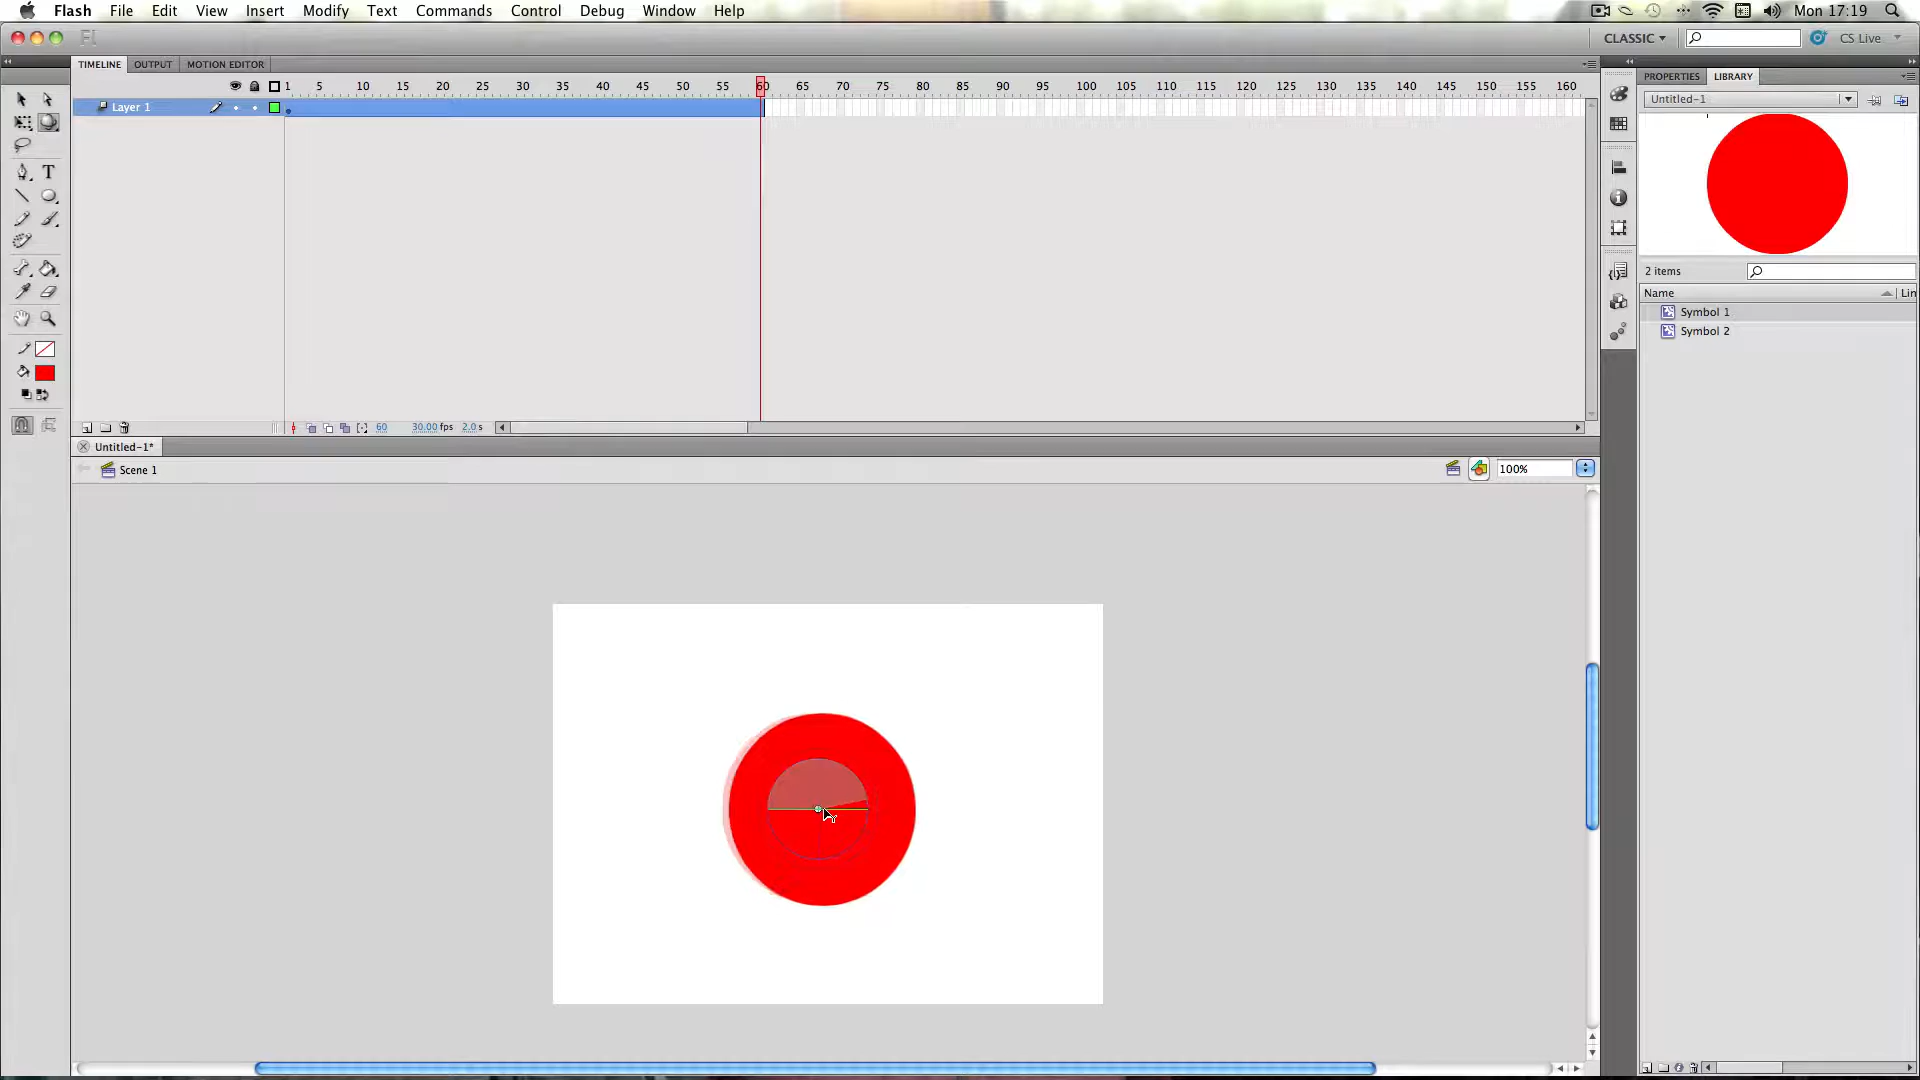 Flash File Edit View Insert Modify Text Commands Control Debug Window Help Mon 17:19
Fl CLASSIC CS Live
TIMELINE OUTPUT MOTION EDITOR PROPERTIES LIBRARY
1 5 10 15 20 25 30 35 40 45 50 55 60 65 70 75 80 85 90 95 100 105 110 115 120 125 130 135 140 145 150 155 160
Untitled-1
Layer 1
T
2 items
Name Lin
Symbol 1
Symbol 2
60 30.00 fps 2.0 s
Untitled-1*
Scene 1 100%